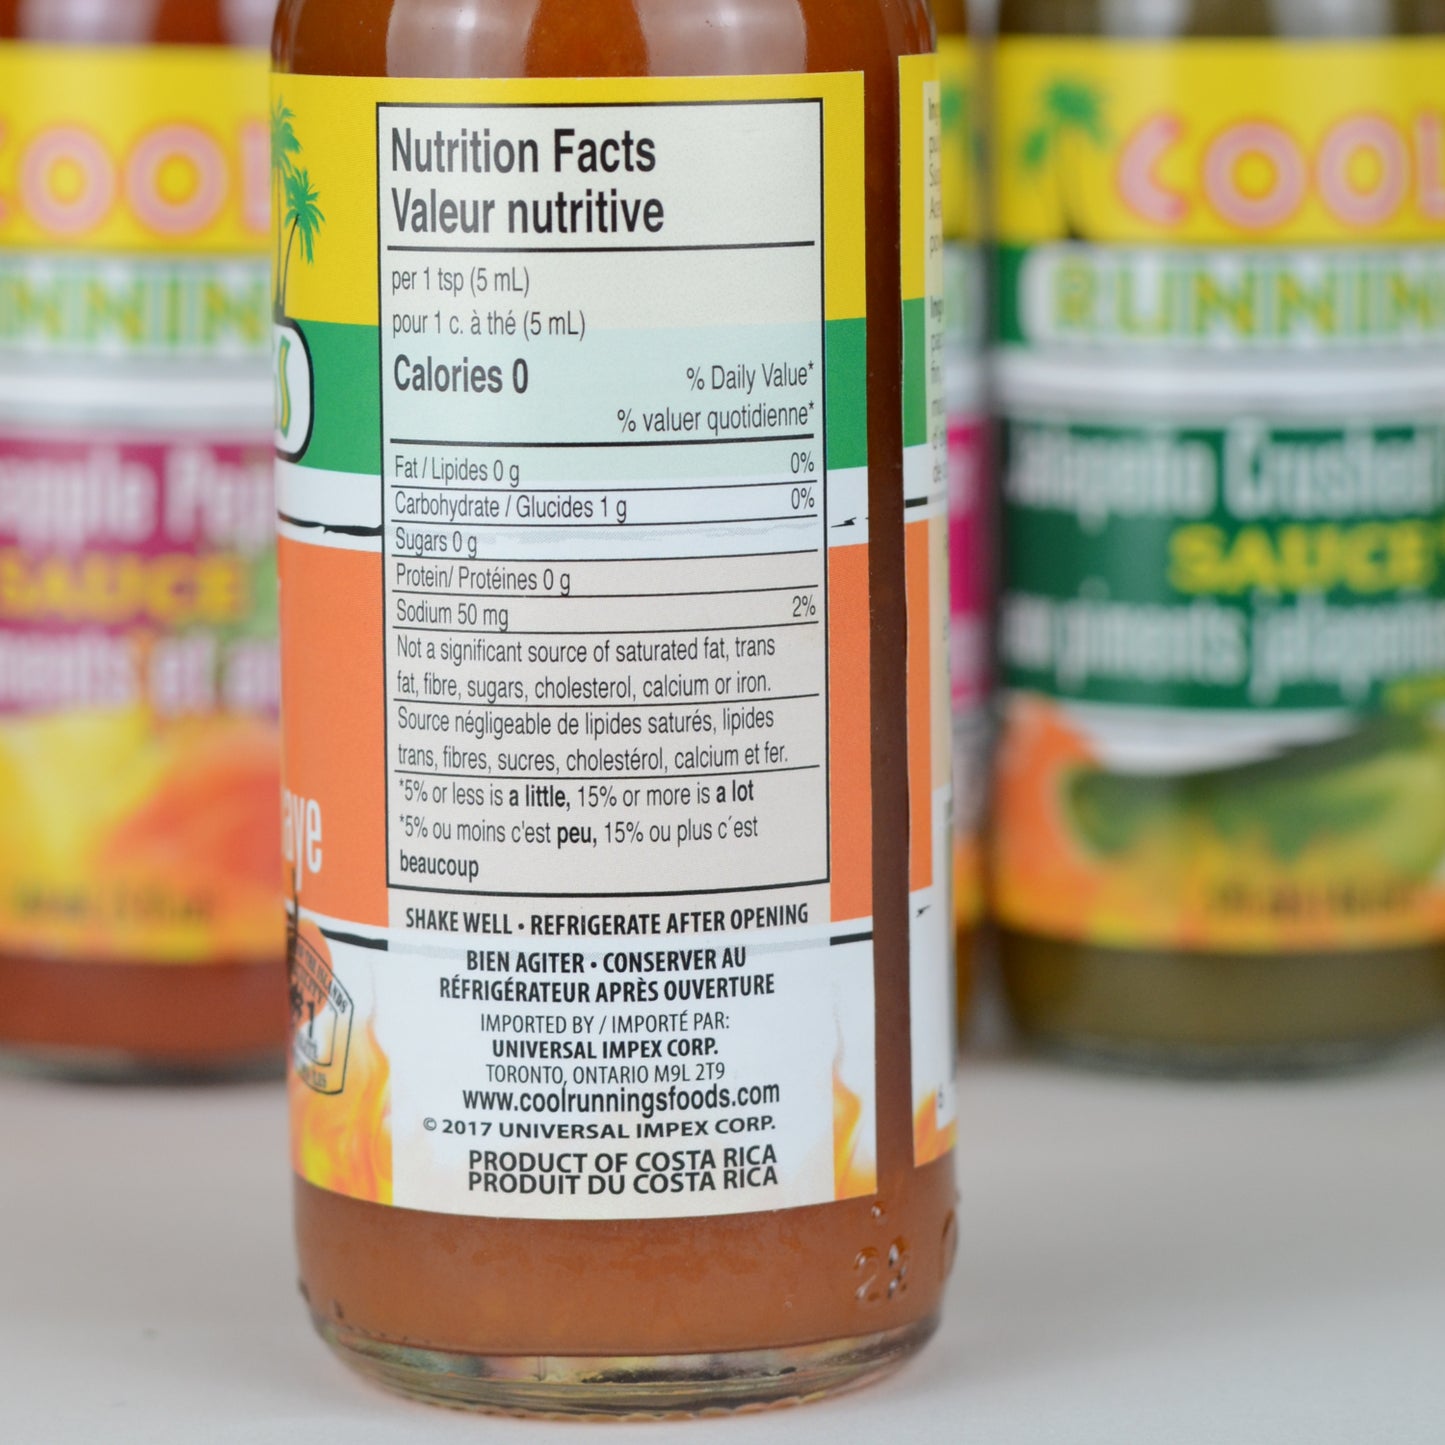 Nutrition Facts
Valeur nutritive
per 1 tsp (5 mL)
pour 1 c. à thé (5 mL)
Calories 0
% Daily Value*
% valuer quotidienne*
Fat / Lipides 0 g 0%
Carbohydrate / Glucides 1 g 0%
Sugars 0 g
Protein/ Protéines 0 g
Sodium 50 mg 2%
Not a significant source of saturated fat, trans
fat, fibre, sugars, cholesterol, calcium or iron.
Source négligeable de lipides saturés, lipides
trans, fibres, sucres, cholestérol, calcium et fer.
*5% or less is a little, 15% or more is a lot
*5% ou moins c'est peu, 15% ou plus c´est
beaucoup
SHAKE WELL • REFRIGERATE AFTER OPENING
BIEN AGITER • CONSERVER AU
RÉFRIGÉRATEUR APRÈS OUVERTURE
IMPORTED BY / IMPORTÉ PAR:
UNIVERSAL IMPEX CORP.
TORONTO, ONTARIO M9L 2T9
www.coolrunningsfoods.com
© 2017 UNIVERSAL IMPEX CORP.
PRODUCT OF COSTA RICA
PRODUIT DU COSTA RICA
COOL
RUNNIN
Jalapeño Crushed
SAUCE
SAUCE